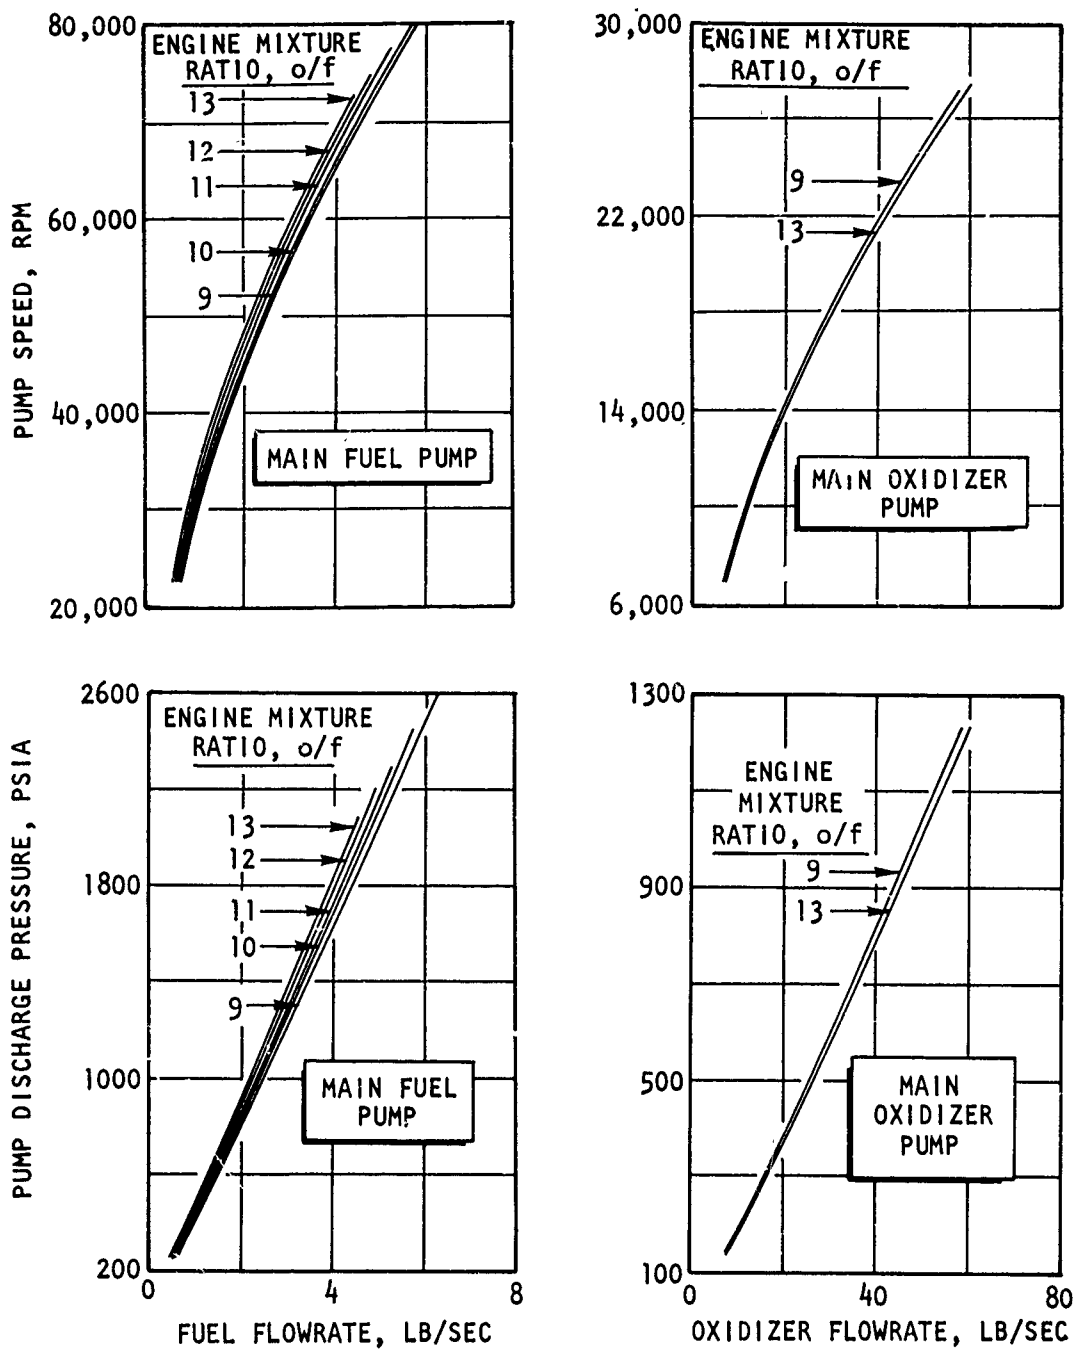 80,000
ENGINE MIXTURE
RATIO, o/f
13
12
11
60,000
10
9
40,000
MAIN FUEL PUMP
20,000
PUMP SPEED, RPM
30,000
ENGINE MIXTURE
RATIO, o/f
9
22,000
13
14,000
MAIN OXIDIZER
PUMP
6,000
2600
ENGINE MIXTURE
RATIO, o/f
13
12
1800
11
10
9
1000
MAIN FUEL
PUMP
200
0 4 8
PUMP DISCHARGE PRESSURE, PSIA
FUEL FLOWRATE, LB/SEC
1300
ENGINE
MIXTURE
RATIO, o/f
9
900
13
500
MAIN
OXIDIZER
PUMP
100
0 40 80
OXIDIZER FLOWRATE, LB/SEC